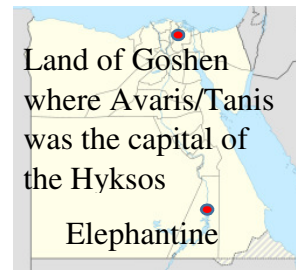 Land of Goshen
where Avaris/Tanis
was the capital of
the Hyksos
Elephantine